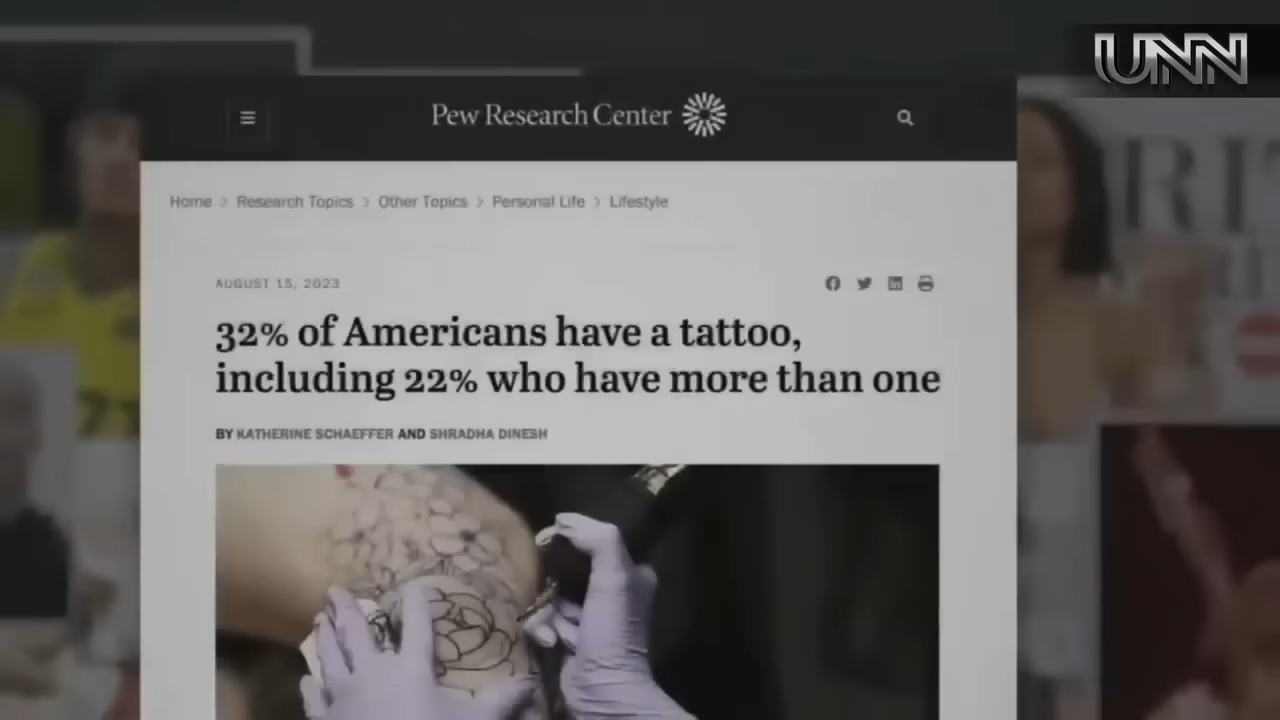 UNN
Pew Research Center
Home > Research Topics > Other Topics > Personal Life > Lifestyle
AUGUST 15, 2023
32% of Americans have a tattoo,
including 22% who have more than one
BY KATHERINE SCHAEFFER AND SHRADHA DINESH